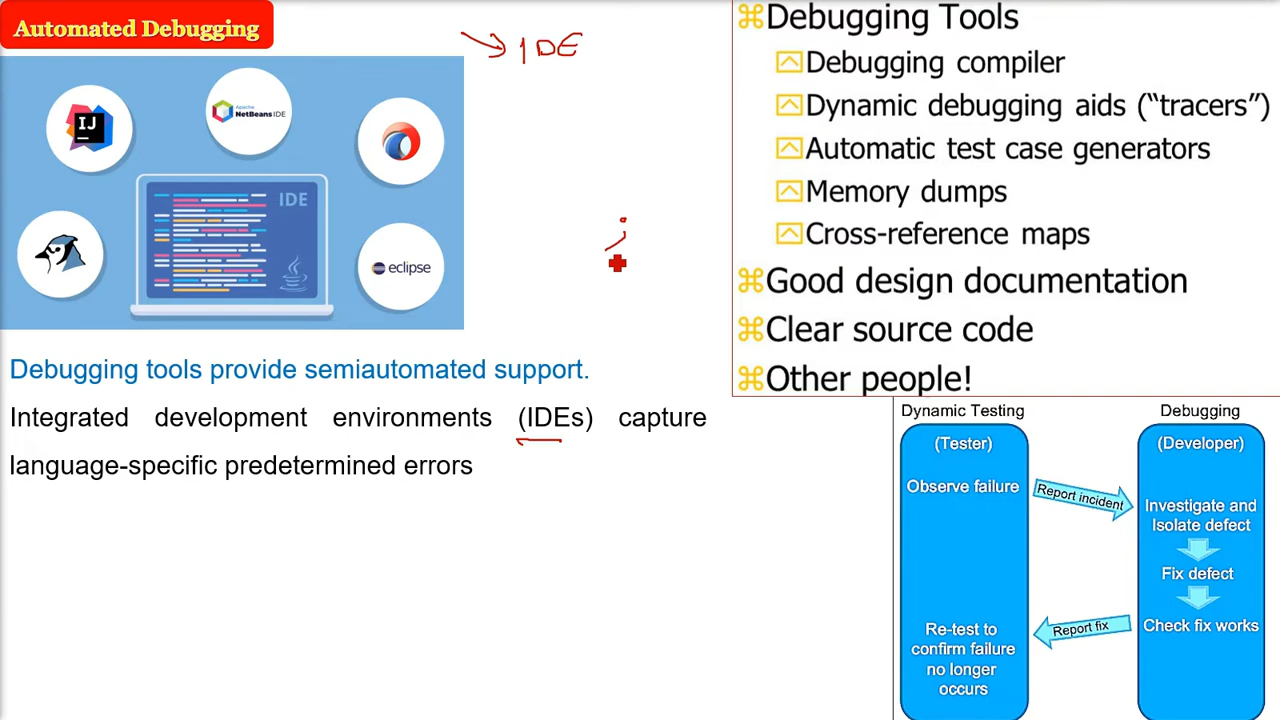 Automated Debugging
IDE
IJ
Apache
NetBeans IDE
IDE
eclipse
Debugging tools provide semiautomated support.
Integrated development environments (IDEs) capture
language-specific predetermined errors
⌘Debugging Tools
Debugging compiler
Dynamic debugging aids (“tracers”)
Automatic test case generators
Memory dumps
Cross-reference maps
⌘Good design documentation
⌘Clear source code
⌘Other people!
Dynamic Testing
(Tester)
Observe failure
Report incident
Debugging
(Developer)
Investigate and
Isolate defect
Fix defect
Check fix works
Report fix
Re-test to
confirm failure
no longer
occurs